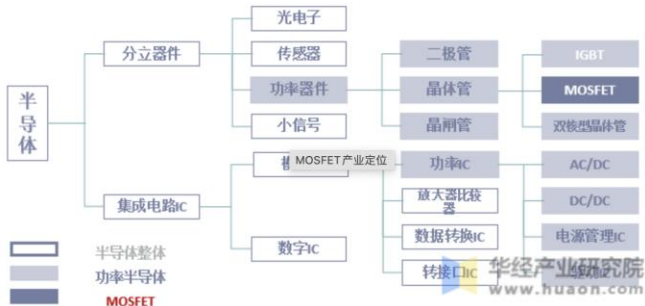 光电子
分立器件
传感器
二极管
IGBT
功率器件
晶体管
MOSFET
半导体
小信号
晶闸管
双极型晶体管
MOSFET产业定位
功率IC
AC/DC
集成电路IC
放大器比较器
DC/DC
数字IC
数据转换IC
电源管理IC
转接口IC
半导体整体
功率半导体
MOSFET
华经产业研究院
www.huaon.com